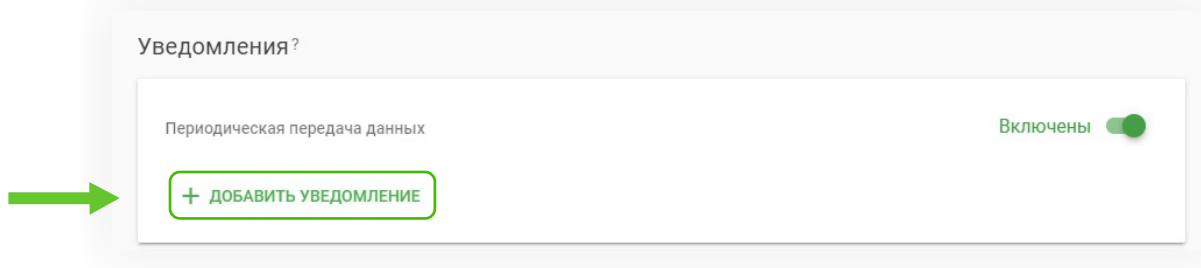 Уведомления?
Периодическая передача данных
Включены
+ ДОБАВИТЬ УВЕДОМЛЕНИЕ